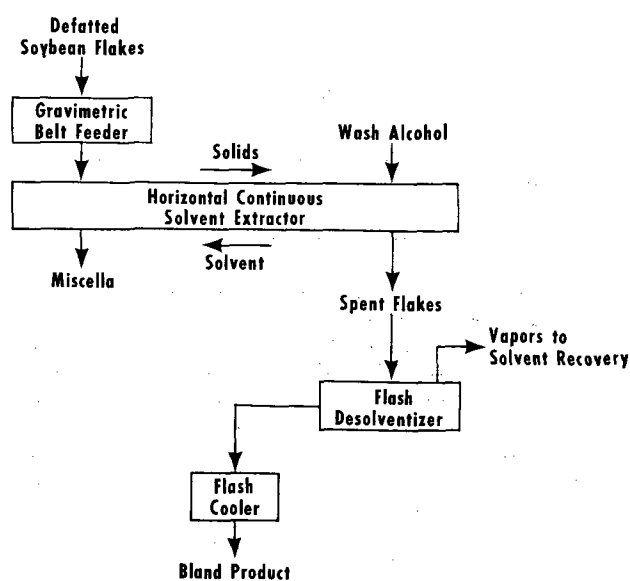 Defatted
Soybean Flakes
Gravimetric
Belt Feeder
Wash Alcohol
Solids
Horizontal Continuous
Solvent Extractor
Solvent
Miscella
Spent Flakes
Vapors to
Solvent Recovery
Flash
Desolventizer
Flash
Cooler
Bland Product